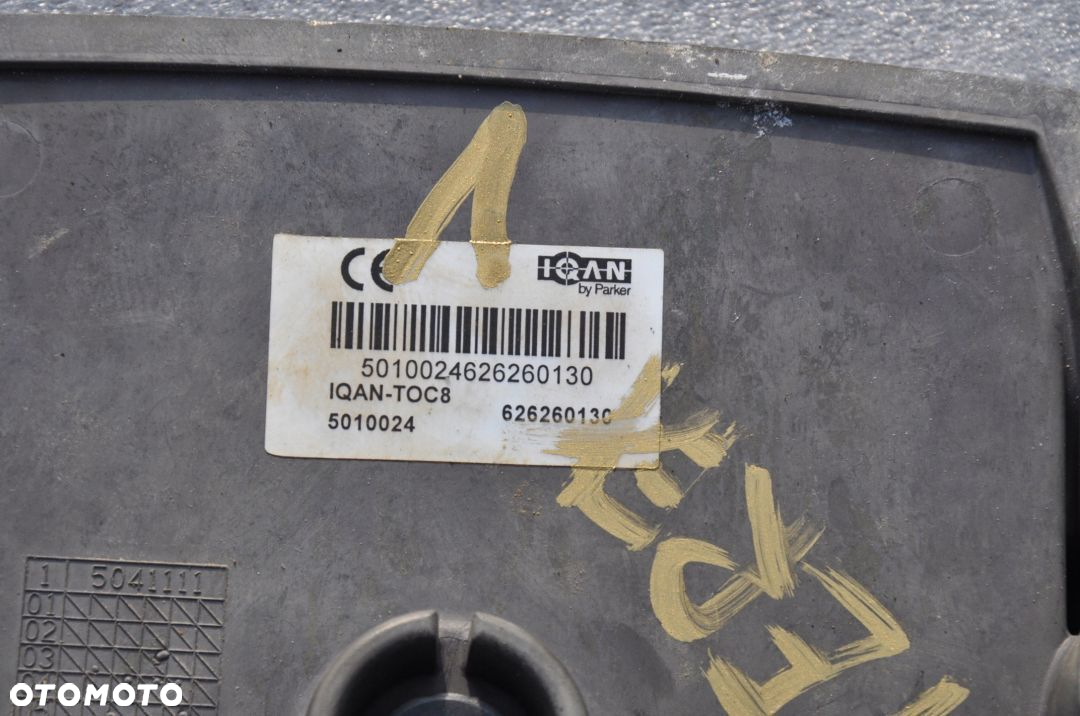 1
CE
IQAN
by Parker
5010024626260130
IQAN-TOC8
5010024 626260130
1 5041111
01
02
03
OTOMOTO